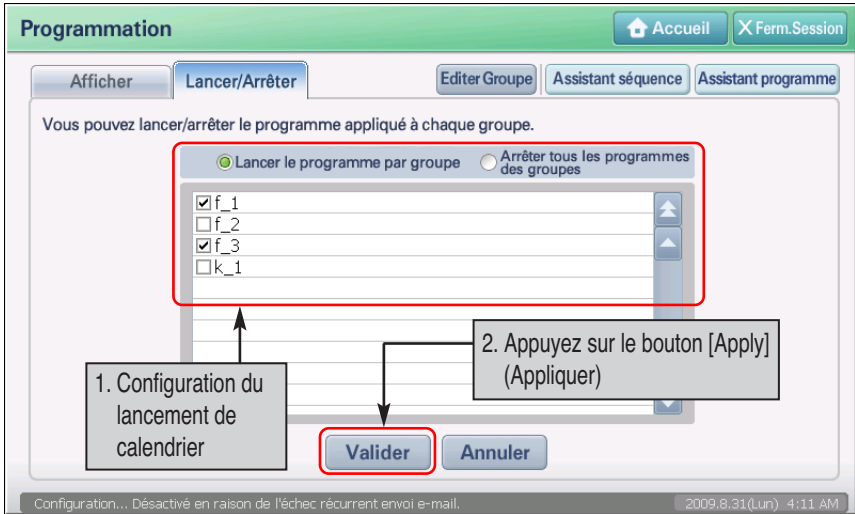 Programmation
Accueil
X Ferm.Session
Afficher
Lancer/Arrêter
Editer Groupe
Assistant séquence
Assistant programme
Vous pouvez lancer/arrêter le programme appliqué à chaque groupe.
Lancer le programme par groupe
Arrêter tous les programmes
des groupes
f_1
f_2
f_3
k_1
1. Configuration du
lancement de
calendrier
2. Appuyez sur le bouton [Apply]
(Appliquer)
Valider
Annuler
Configuration... Désactivé en raison de l'échec récurrent envoi e-mail.
2009.8.31(Lun) 4:11 AM